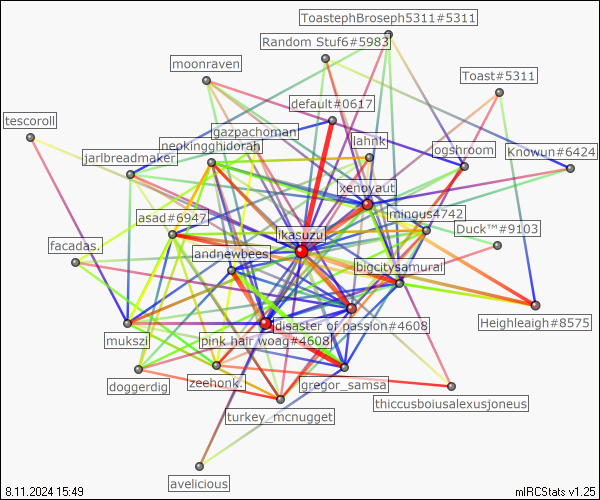 ToastephBroseph5311#5311
Random Stuf6#5983
moonraven
Toast#5311
default#0617
tescoroll
gazpachoman
nepkingghidorah
lahnk
ogshroom
Knowun#6424
jarlbreadmaker
xenoyaut
asad#6947
mingus4742
ikasuzu
Duck™#9103
facadas.
andnewbees
bigcitysamurai
disaster of passion#4608
Heighleaigh#8575
mukszi
pink hair woag#4608
doggerdig
zeehonk.
gregor_samsa
thiccusboiusalexusjoneus
turkey_mcnugget
avelicious
8.11.2024 15:49
mIRCStats v1.25